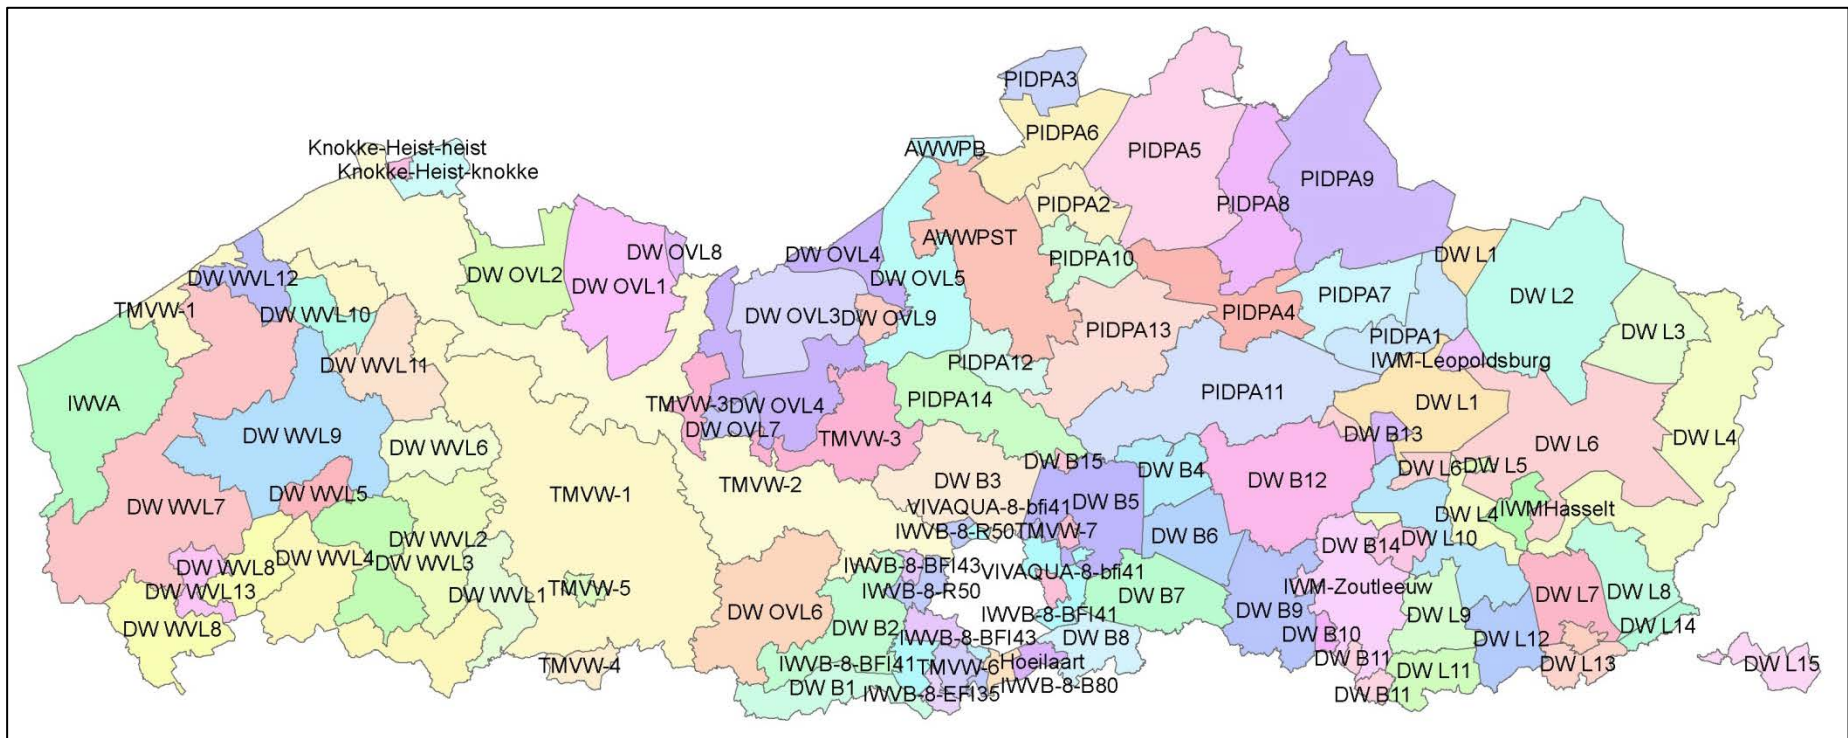 PIDPA3
PIDPA6
Knokke-Heist-heist
AWWPB
PIDPA5
Knokke-Heist-knokke
PIDPA9
PIDPA2
PIDPA8
AWWPST
DW OVL8
DW OVL4
DW L1
PIDPA10
DW WVL12
DW OVL2
DW OVL1
DW OVL5
PIDPA7
DW L2
TMVW-1
DW WVL10
DW OVL3
DW OVL9
PIDPA13
PIDPA4
PIDPA1
DW L3
DW WVL11
PIDPA12
IWM-Leopoldsburg
IWVA
TMVW-3
DW OVL4
PIDPA14
PIDPA11
DW L1
DW WVL9
DW WVL6
DW OVL7
TMVW-3
DW B13
DW L6
DW L4
DW B15
DW B4
DW L6
DW L5
DW WVL5
TMVW-1
TMVW-2
DW B3
DW B5
DW B12
DW WVL7
VIVAQUA-8-bfi41
IWMHasselt
DW L4
DW WVL2
IWVB-8-R50
TMVW-7
DW B6
DW L10
DW B14
DW WVL4
DW WVL3
DW WVL8
IWVB-8-BFI43
VIVAQUA-8-bfi41
DW WVL13
DW WVL1
TMVW-5
IWVB-8-R50
DW B7
IWM-Zoutleeuw
DW L7
DW L8
DW OVL6
IWVB-8-BFI41
DW B9
DW L9
DW WVL8
DW B2
IWVB-8-BFI43
DW B8
DW B10
DW L12
DW L14
TMVW-4
IWVB-8-BFI41
TMVW-6
Hoeilaart
DW B11
DW L11
DW L13
DW L15
DW B1
IWVB-8-EFI35
IWVB-8-B80
DW B11